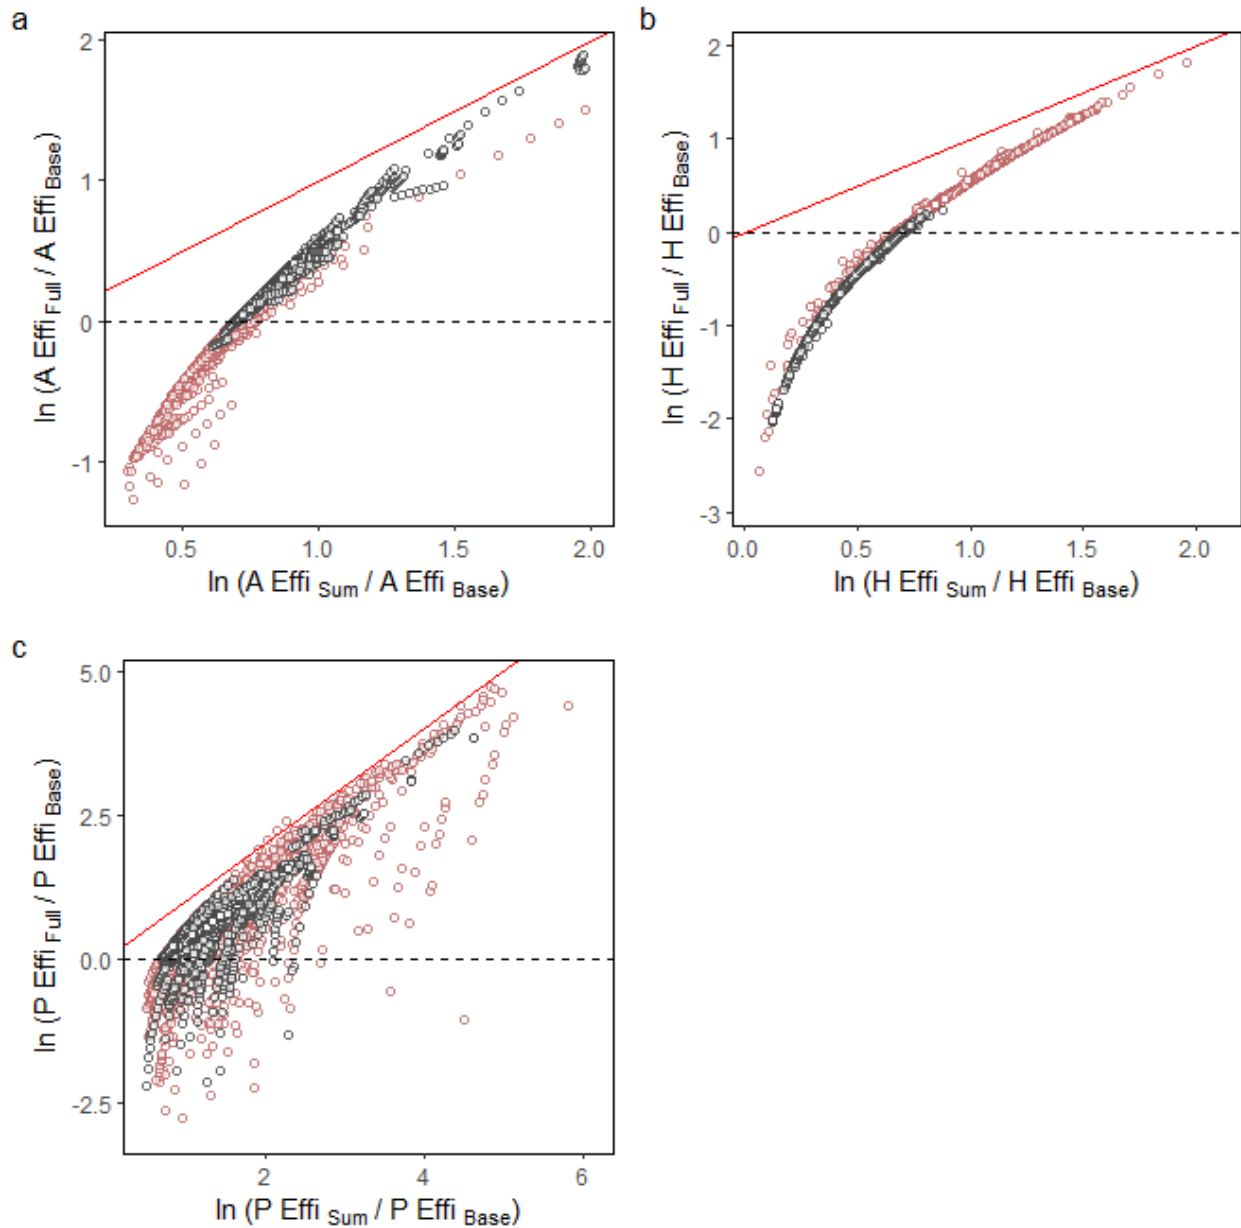 a
ln (A Effi Full / A Effi Base)
2
1
0
-1
0.5 1.0 1.5 2.0
ln (A Effi Sum / A Effi Base)
b
ln (H Effi Full / H Effi Base)
2
1
0
-1
-2
-3
0.0 0.5 1.0 1.5 2.0
ln (H Effi Sum / H Effi Base)
c
ln (P Effi Full / P Effi Base)
5.0
2.5
0.0
-2.5
2 4 6
ln (P Effi Sum / P Effi Base)